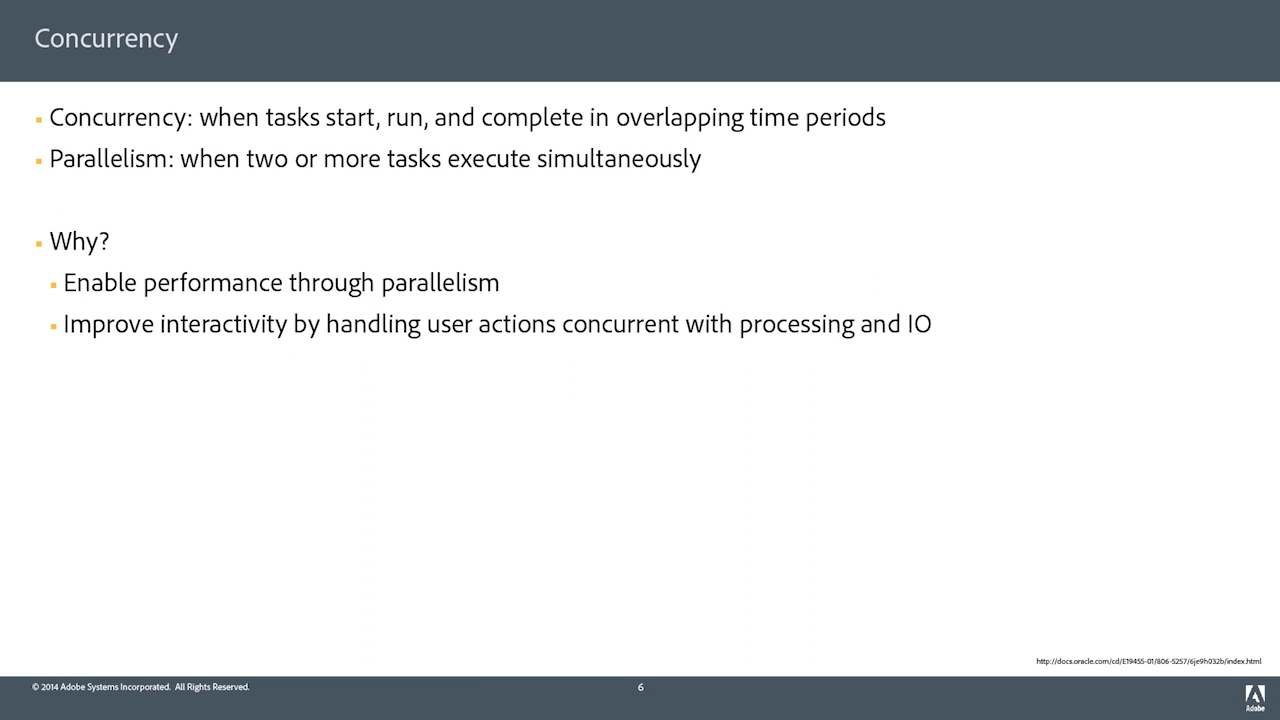 Concurrency
▪ Concurrency: when tasks start, run, and complete in overlapping time periods
▪ Parallelism: when two or more tasks execute simultaneously
▪ Why?
▪ Enable performance through parallelism
▪ Improve interactivity by handling user actions concurrent with processing and IO
http://docs.oracle.com/cd/E19455-01/806-5257/6je9h032b/index.html
© 2014 Adobe Systems Incorporated. All Rights Reserved.
6
Adobe